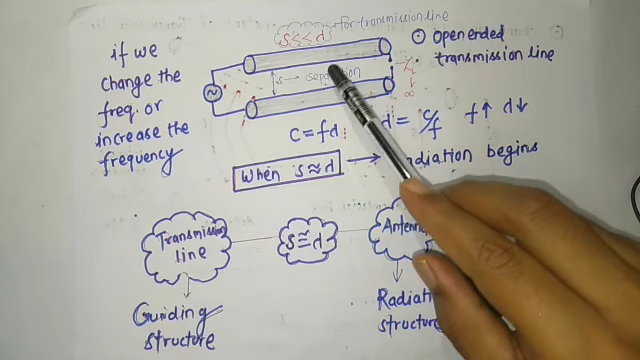 for transmission line
S << d
if we
change the
freq. or
increase the
frequency
s → separation
⊙ open ended
transmission line
∞
c = fd
d = c/f f↑ d↓
When s ≈ d → radiation begins
Transmission
line
S ≅ d
Antenna
Guiding
structure
Radiati
structure